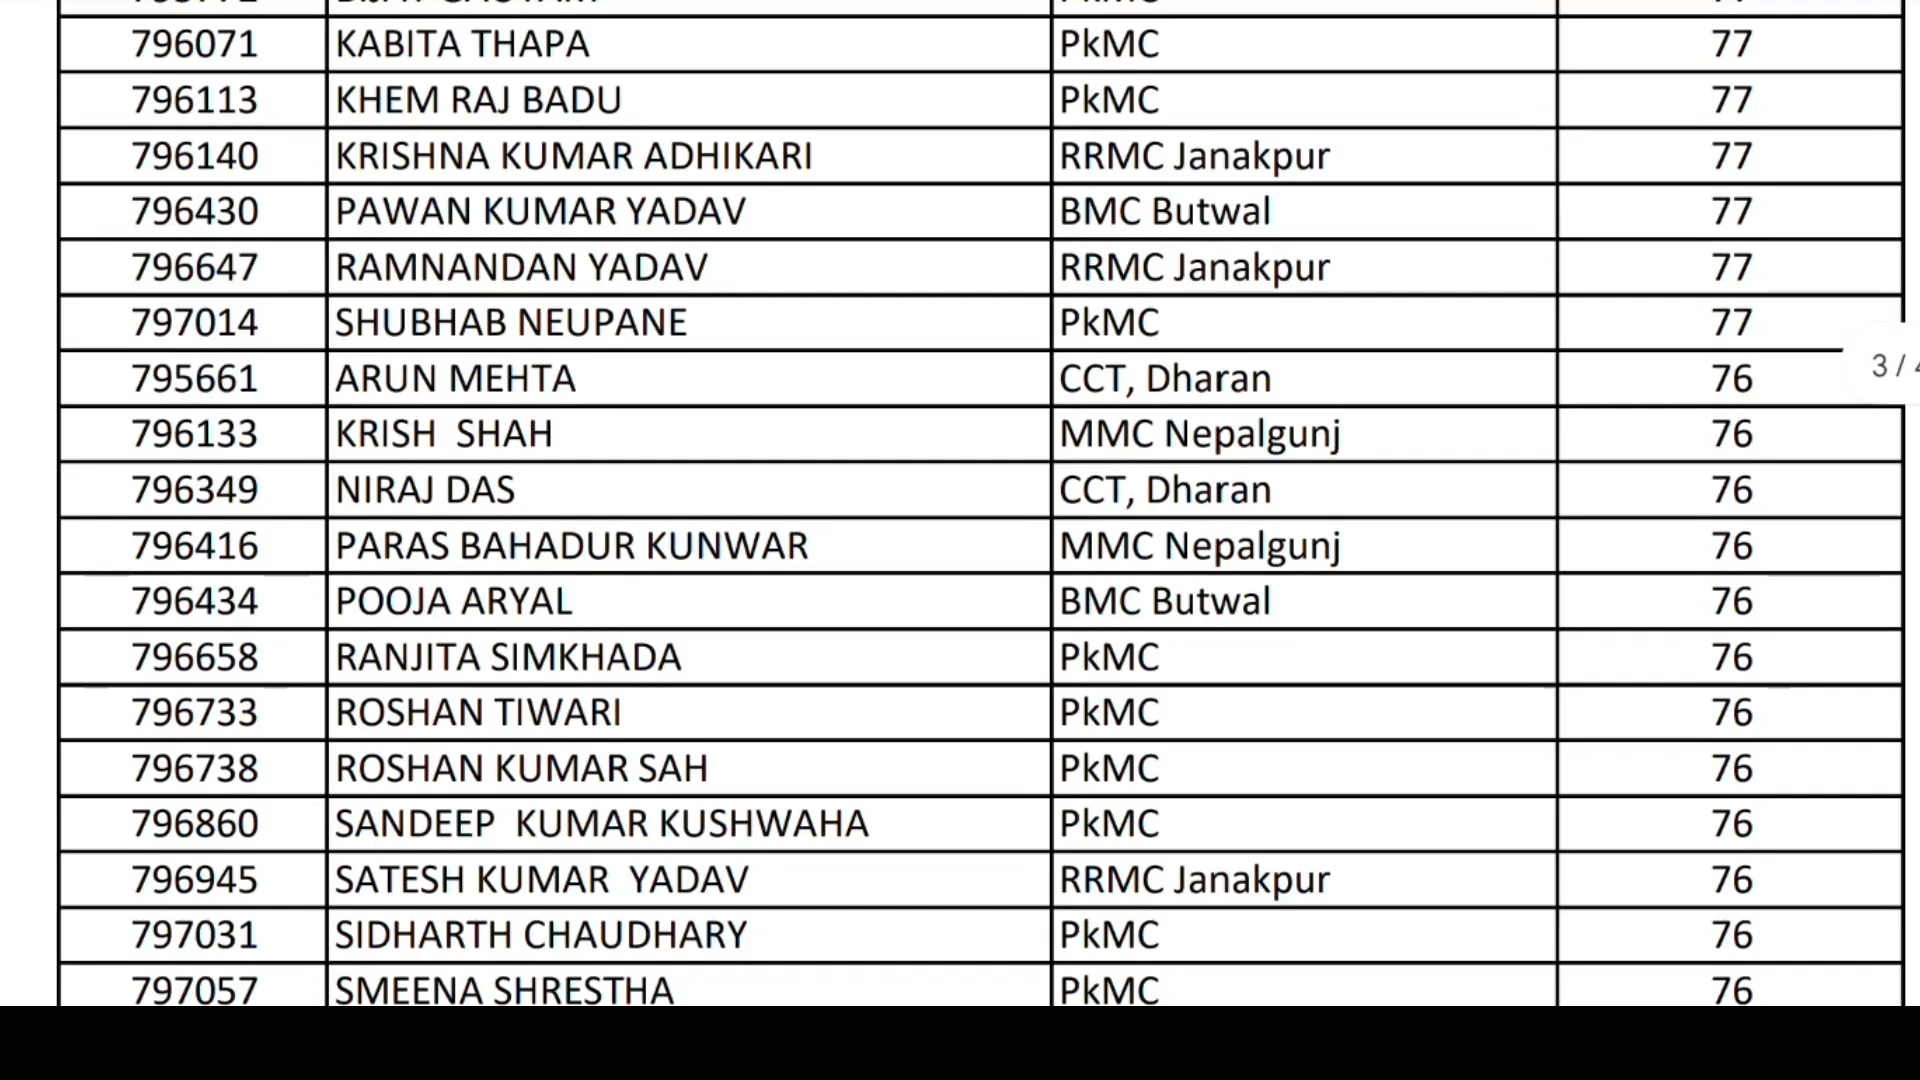 796071 KABITA THAPA PkMC 77
796113 KHEM RAJ BADU PkMC 77
796140 KRISHNA KUMAR ADHIKARI RRMC Janakpur 77
796430 PAWAN KUMAR YADAV BMC Butwal 77
796647 RAMNANDAN YADAV RRMC Janakpur 77
797014 SHUBHAB NEUPANE PkMC 77
3 /
795661 ARUN MEHTA CCT, Dharan 76
796133 KRISH  SHAH MMC Nepalgunj 76
796349 NIRAJ DAS CCT, Dharan 76
796416 PARAS BAHADUR KUNWAR MMC Nepalgunj 76
796434 POOJA ARYAL BMC Butwal 76
796658 RANJITA SIMKHADA PkMC 76
796733 ROSHAN TIWARI PkMC 76
796738 ROSHAN KUMAR SAH PkMC 76
796860 SANDEEP  KUMAR KUSHWAHA PkMC 76
796945 SATESH KUMAR  YADAV RRMC Janakpur 76
797031 SIDHARTH CHAUDHARY PkMC 76
797057 SMEENA SHRESTHA PkMC 76